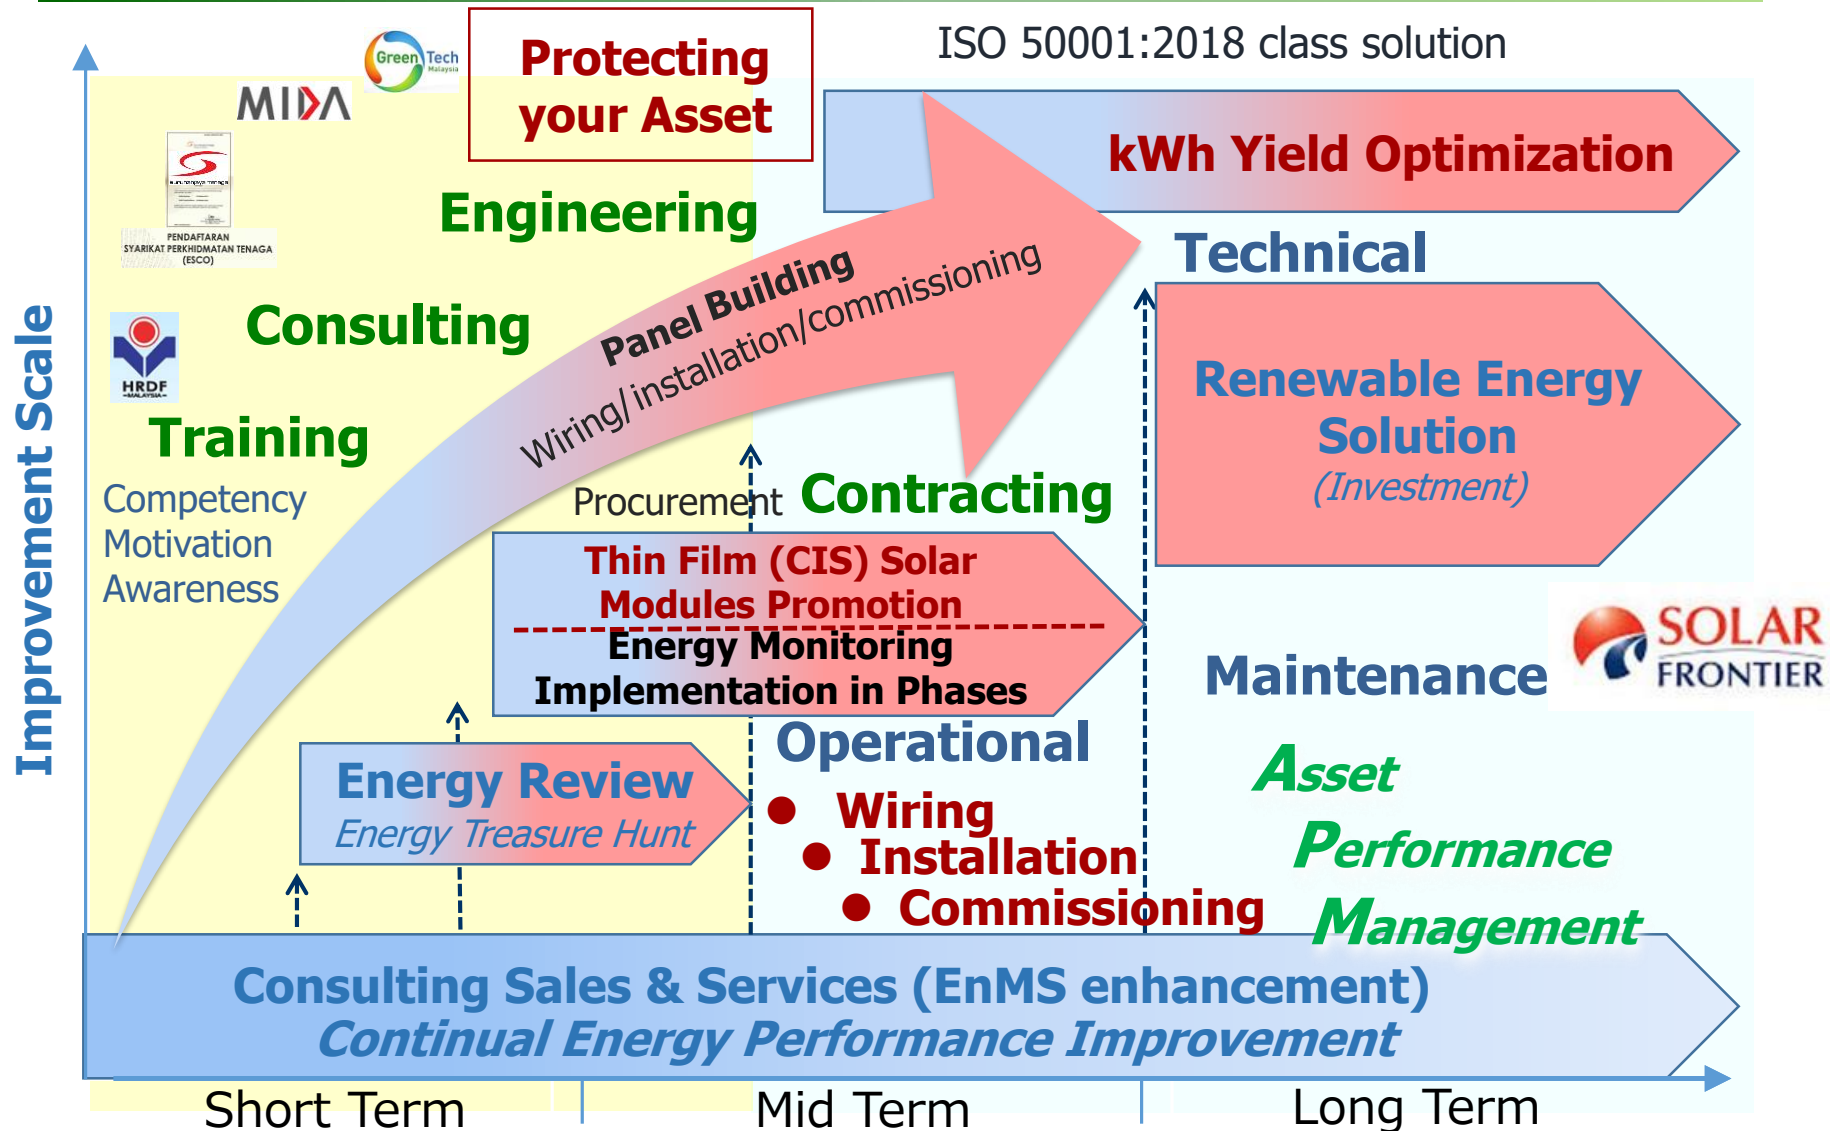 ISO 50001:2018 class solution
Protecting
your Asset
Green Tech
Malaysia
MIDA
kWh Yield Optimization
PENDAFTARAN
SYARIKAT PERKHIDMATAN TENAGA
(ESCO)
Engineering
Technical
Panel Building
Wiring/installation/commissioning
Consulting
HRDF
MALAYSIA
Training
Competency
Motivation
Awareness
Improvement Scale
Renewable Energy
Solution
(Investment)
Procurement
Contracting
Thin Film (CIS) Solar
Modules Promotion
Energy Monitoring
Implementation in Phases
SOLAR
FRONTIER
Maintenance
Operational
Energy Review
Energy Treasure Hunt
Wiring
Installation
Commissioning
Asset
Performance
Management
Consulting Sales & Services (EnMS enhancement)
Continual Energy Performance Improvement
Short Term
Mid Term
Long Term